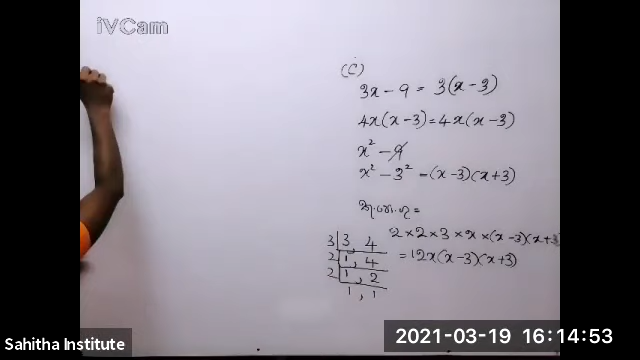 iVCam
(C)
3x - 9 = 3(x - 3)
4x(x - 3) = 4x(x - 3)
x² - 9
x² - 3² = (x - 3)(x + 3)
2 × 2 × 3 × x × (x - 3)(x + 3)
= 12x(x - 3)(x + 3)
3 | 3, 4
2 | 1, 4
2 | 1, 2
1, 1
Sahitha Institute
2021-03-19 16:14:53